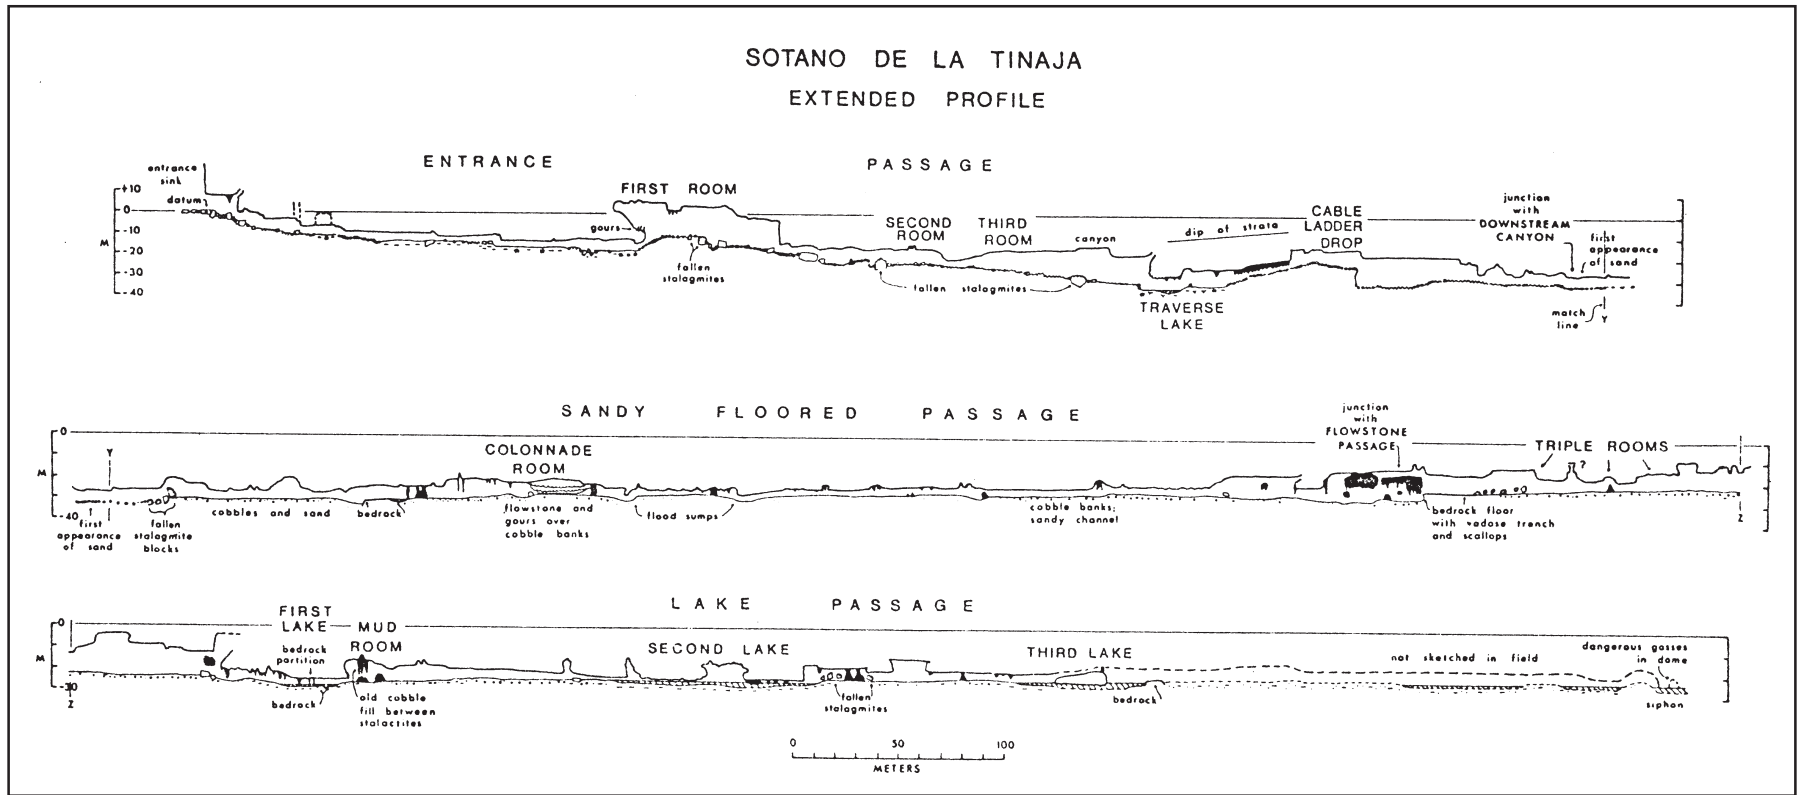 SOTANO DE LA TINAJA
EXTENDED PROFILE
ENTRANCE PASSAGE
entrance
sink
datum
+10
0
-10
-20
-30
-40
M
FIRST ROOM
gours
fallen
stalagmites
SECOND
ROOM
THIRD
ROOM
fallen stalagmites
canyon
dip of strata
TRAVERSE
LAKE
CABLE
LADDER
DROP
junction
with
DOWNSTREAM
CANYON
first
appearance
of sand
match
line
Y
SANDY FLOORED PASSAGE
0
M
-40
Y
first
appearance
of sand
fallen
stalagmite
blocks
cobbles and sand
bedrock
COLONNADE
ROOM
flowstone and
gours over
cobble banks
flood sumps
cobble banks;
sandy channel
junction
with
FLOWSTONE
PASSAGE
bedrock floor
with vadose trench
and scallops
TRIPLE ROOMS
?
Z
LAKE PASSAGE
0
M
Z
FIRST
LAKE
bedrock
partition
bedrock
MUD
ROOM
old cobble
fill between
stalactites
SECOND LAKE
fallen
stalagmites
THIRD LAKE
bedrock
not sketched in field
dangerous gasses
in dome
siphon
0 50 100
METERS